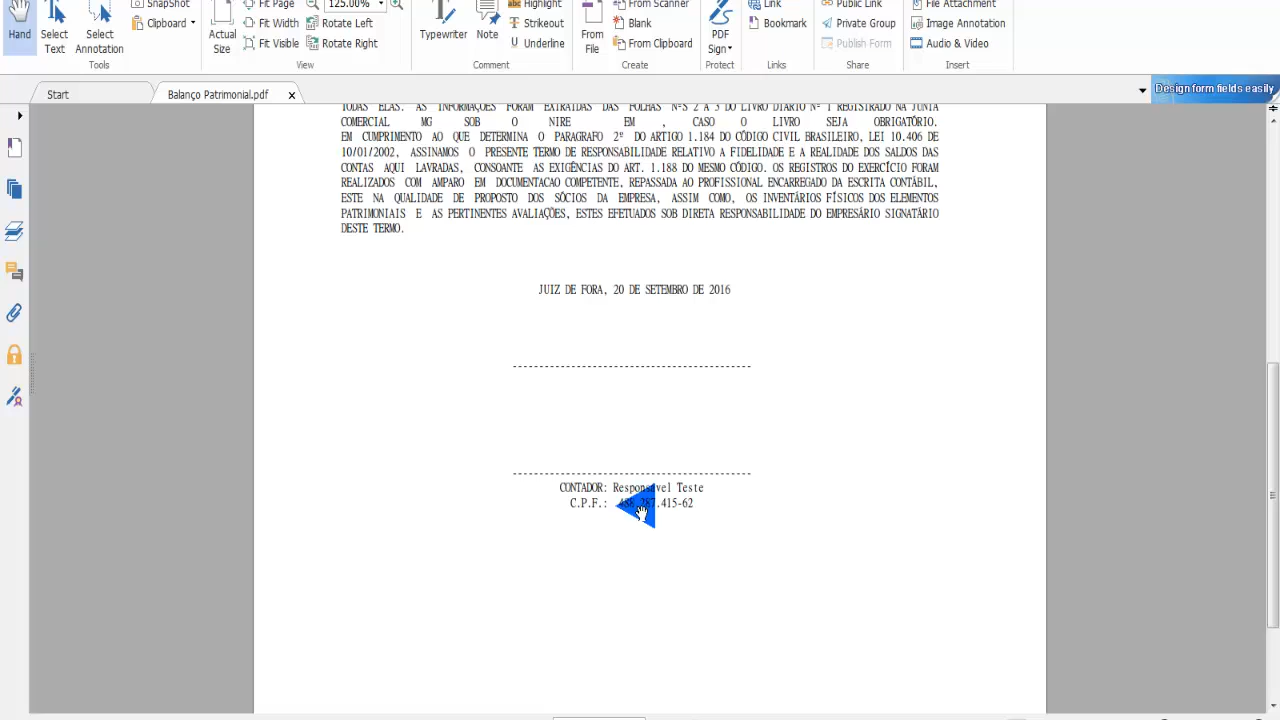 SnapShot
Fit Page
125.00%
Highlight
From Scanner
Link
Public Link
File Attachment
Clipboard
Fit Width
Rotate Left
Strikeout
Blank
Bookmark
Private Group
Image Annotation
Hand
Select Text
Select Annotation
Actual Size
Fit Visible
Rotate Right
Typewriter
Note
Underline
From File
From Clipboard
PDF Sign
Publish Form
Audio & Video
Tools
View
Comment
Create
Protect
Links
Share
Insert
Start
Balanço Patrimonial.pdf
Design form fields easily
TODAS ELAS. AS INFORMAÇÕES FORAM EXTRAIDAS DAS FOLHAS NºS 2 A 3 DO LIVRO DIÁRIO Nº 1 REGISTRADO NA JUNTA
COMERCIAL MG SOB O NIRE EM , CASO O LIVRO SEJA OBRIGATÓRIO.
EM CUMPRIMENTO AO QUE DETERMINA O PARAGRAFO 2º DO ARTIGO 1.184 DO CÓDIGO CIVIL BRASILEIRO, LEI 10.406 DE
10/01/2002, ASSINAMOS O PRESENTE TERMO DE RESPONSABILIDADE RELATIVO A FIDELIDADE E A REALIDADE DOS SALDOS DAS
CONTAS AQUI LAVRADAS, CONSOANTE AS EXIGÊNCIAS DO ART. 1.188 DO MESMO CÓDIGO. OS REGISTROS DO EXERCÍCIO FORAM
REALIZADOS COM AMPARO EM DOCUMENTACAO COMPETENTE, REPASSADA AO PROFISSIONAL ENCARREGADO DA ESCRITA CONTÁBIL,
ESTE NA QUALIDADE DE PROPOSTO DOS SÓCIOS DA EMPRESA, ASSIM COMO, OS INVENTÁRIOS FÍSICOS DOS ELEMENTOS
PATRIMONIAIS E AS PERTINENTES AVALIAÇÕES, ESTES EFETUADOS SOB DIRETA RESPONSABILIDADE DO EMPRESÁRIO SIGNATÁRIO
DESTE TERMO.
JUIZ DE FORA, 20 DE SETEMBRO DE 2016
CONTADOR: Responsável Teste
C.P.F.: 488.287.415-62